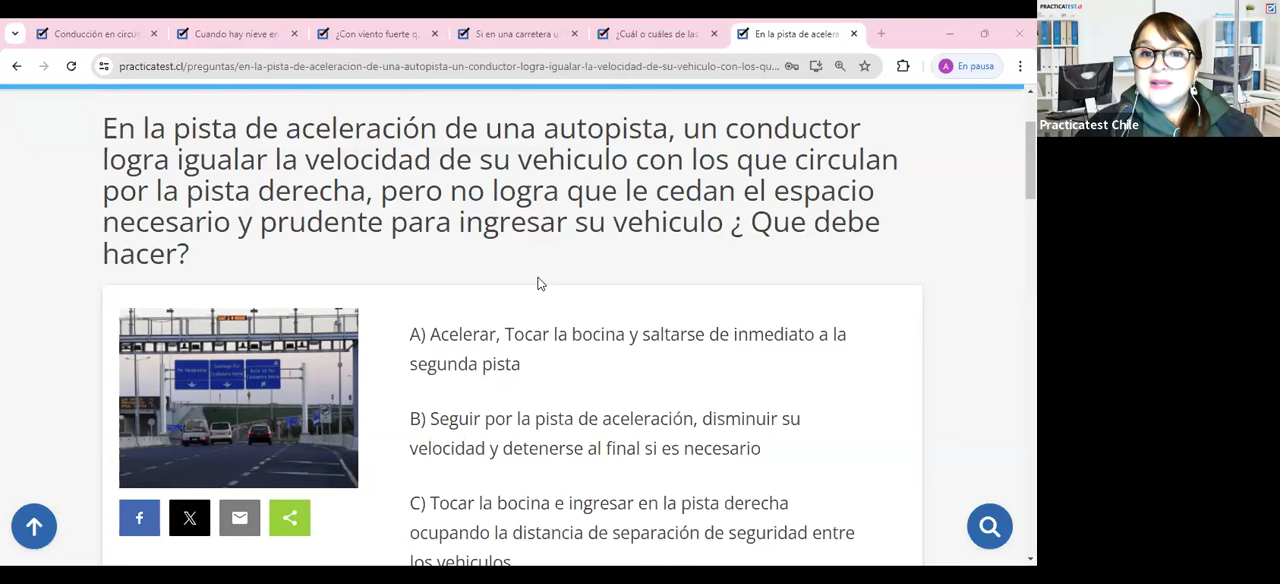 Conducción en circu
Cuando hay nieve en
¿Con viento fuerte q
Si en una carretera u
¿Cuál o cuáles de las
En la pista de acelera
practicatest.cl/preguntas/en-la-pista-de-aceleracion-de-una-autopista-un-conductor-logra-igualar-la-velocidad-de-su-vehiculo-con-los-qu...
A
En pausa
PRACTICATEST.cl
Practicatest Chile
En la pista de aceleración de una autopista, un conductor
logra igualar la velocidad de su vehiculo con los que circulan
por la pista derecha, pero no logra que le cedan el espacio
necesario y prudente para ingresar su vehiculo ¿ Que debe
hacer?
A) Acelerar, Tocar la bocina y saltarse de inmediato a la
segunda pista
B) Seguir por la pista de aceleración, disminuir su
velocidad y detenerse al final si es necesario
C) Tocar la bocina e ingresar en la pista derecha
ocupando la distancia de separación de seguridad entre
los vehiculos